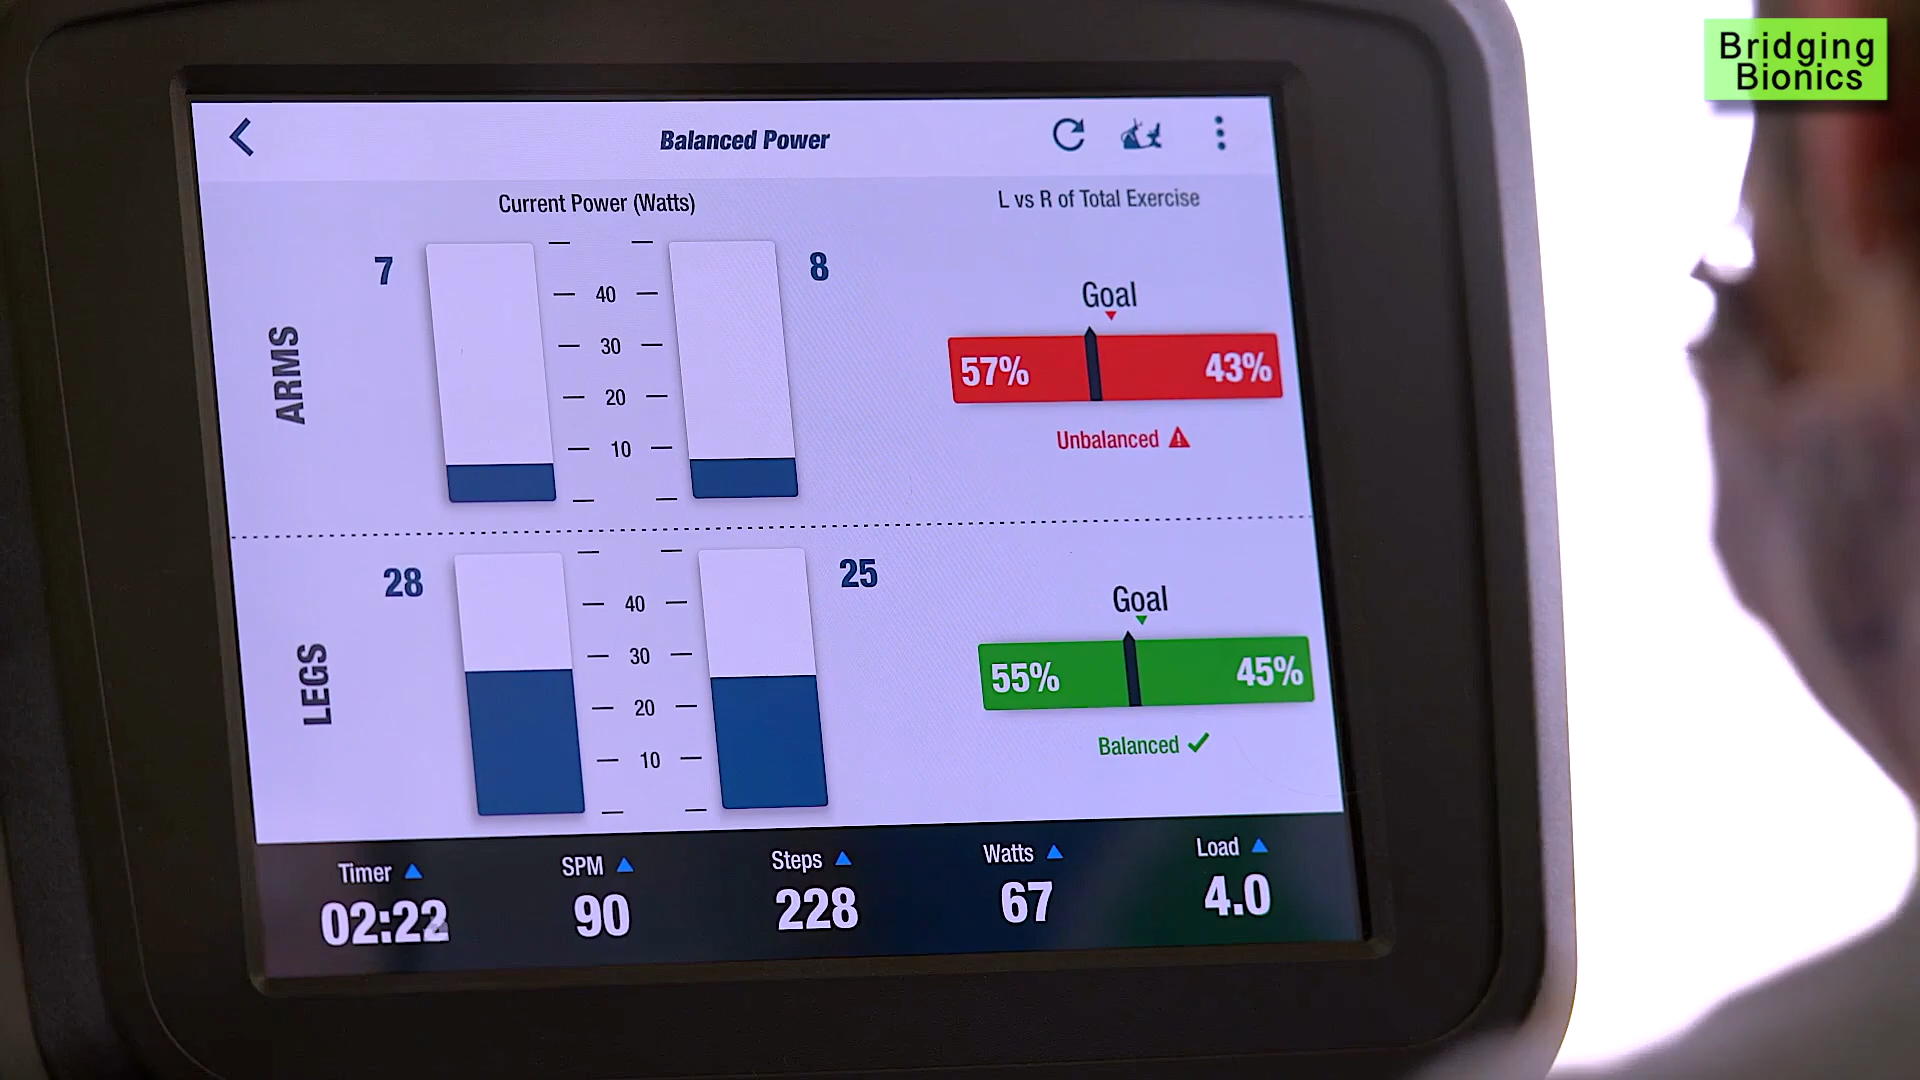 Bridging
Bionics
Balanced Power
Current Power (Watts)
L vs R of Total Exercise
ARMS
7
40
30
20
10
8
Goal
57%
43%
Unbalanced
LEGS
28
40
30
20
10
25
Goal
55%
45%
Balanced
Timer
02:22
SPM
90
Steps
228
Watts
67
Load
4.0